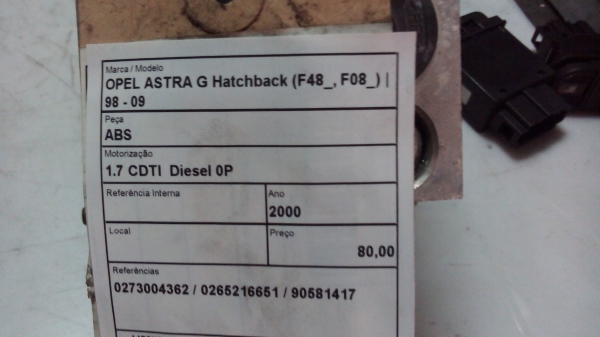 Marca / Modelo
OPEL ASTRA G Hatchback (F48_, F08_) |
98 - 09
Peça
ABS
Motorização
1.7 CDTI Diesel 0P
Referência Interna
Ano
2000
Local
Preço
80,00
Referências
0273004362 / 0265216651 / 90581417